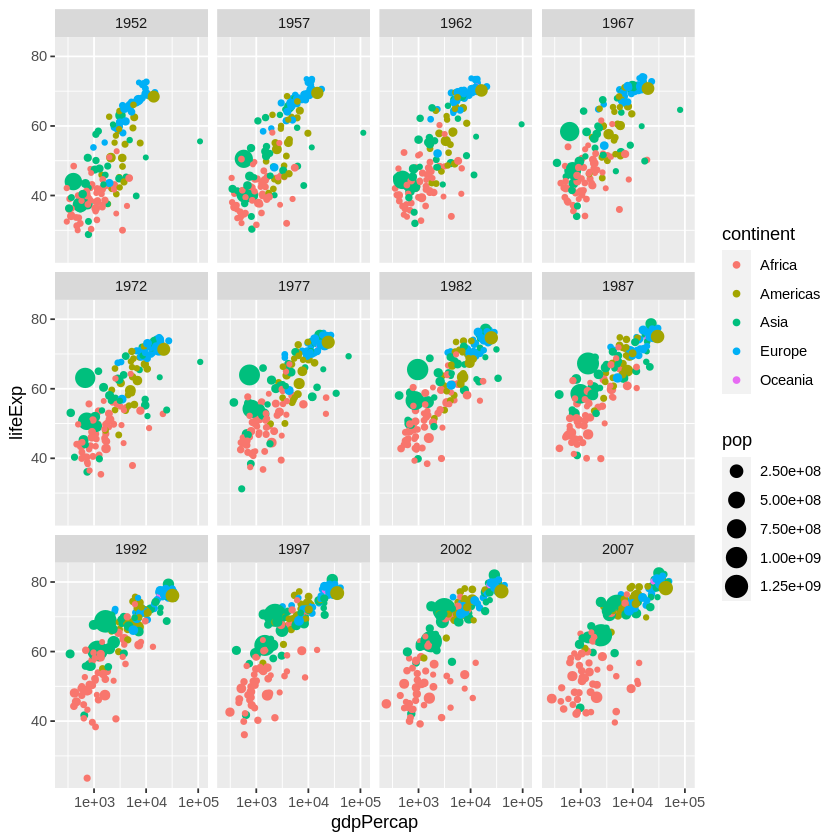 1952 1957 1962 1967
80
60
40
1972 1977 1982 1987
80
60
40
1992 1997 2002 2007
80
60
40
1e+03 1e+04 1e+05 1e+03 1e+04 1e+05 1e+03 1e+04 1e+05 1e+03 1e+04 1e+05
gdpPercap
lifeExp
continent
Africa
Americas
Asia
Europe
Oceania
pop
2.50e+08
5.00e+08
7.50e+08
1.00e+09
1.25e+09